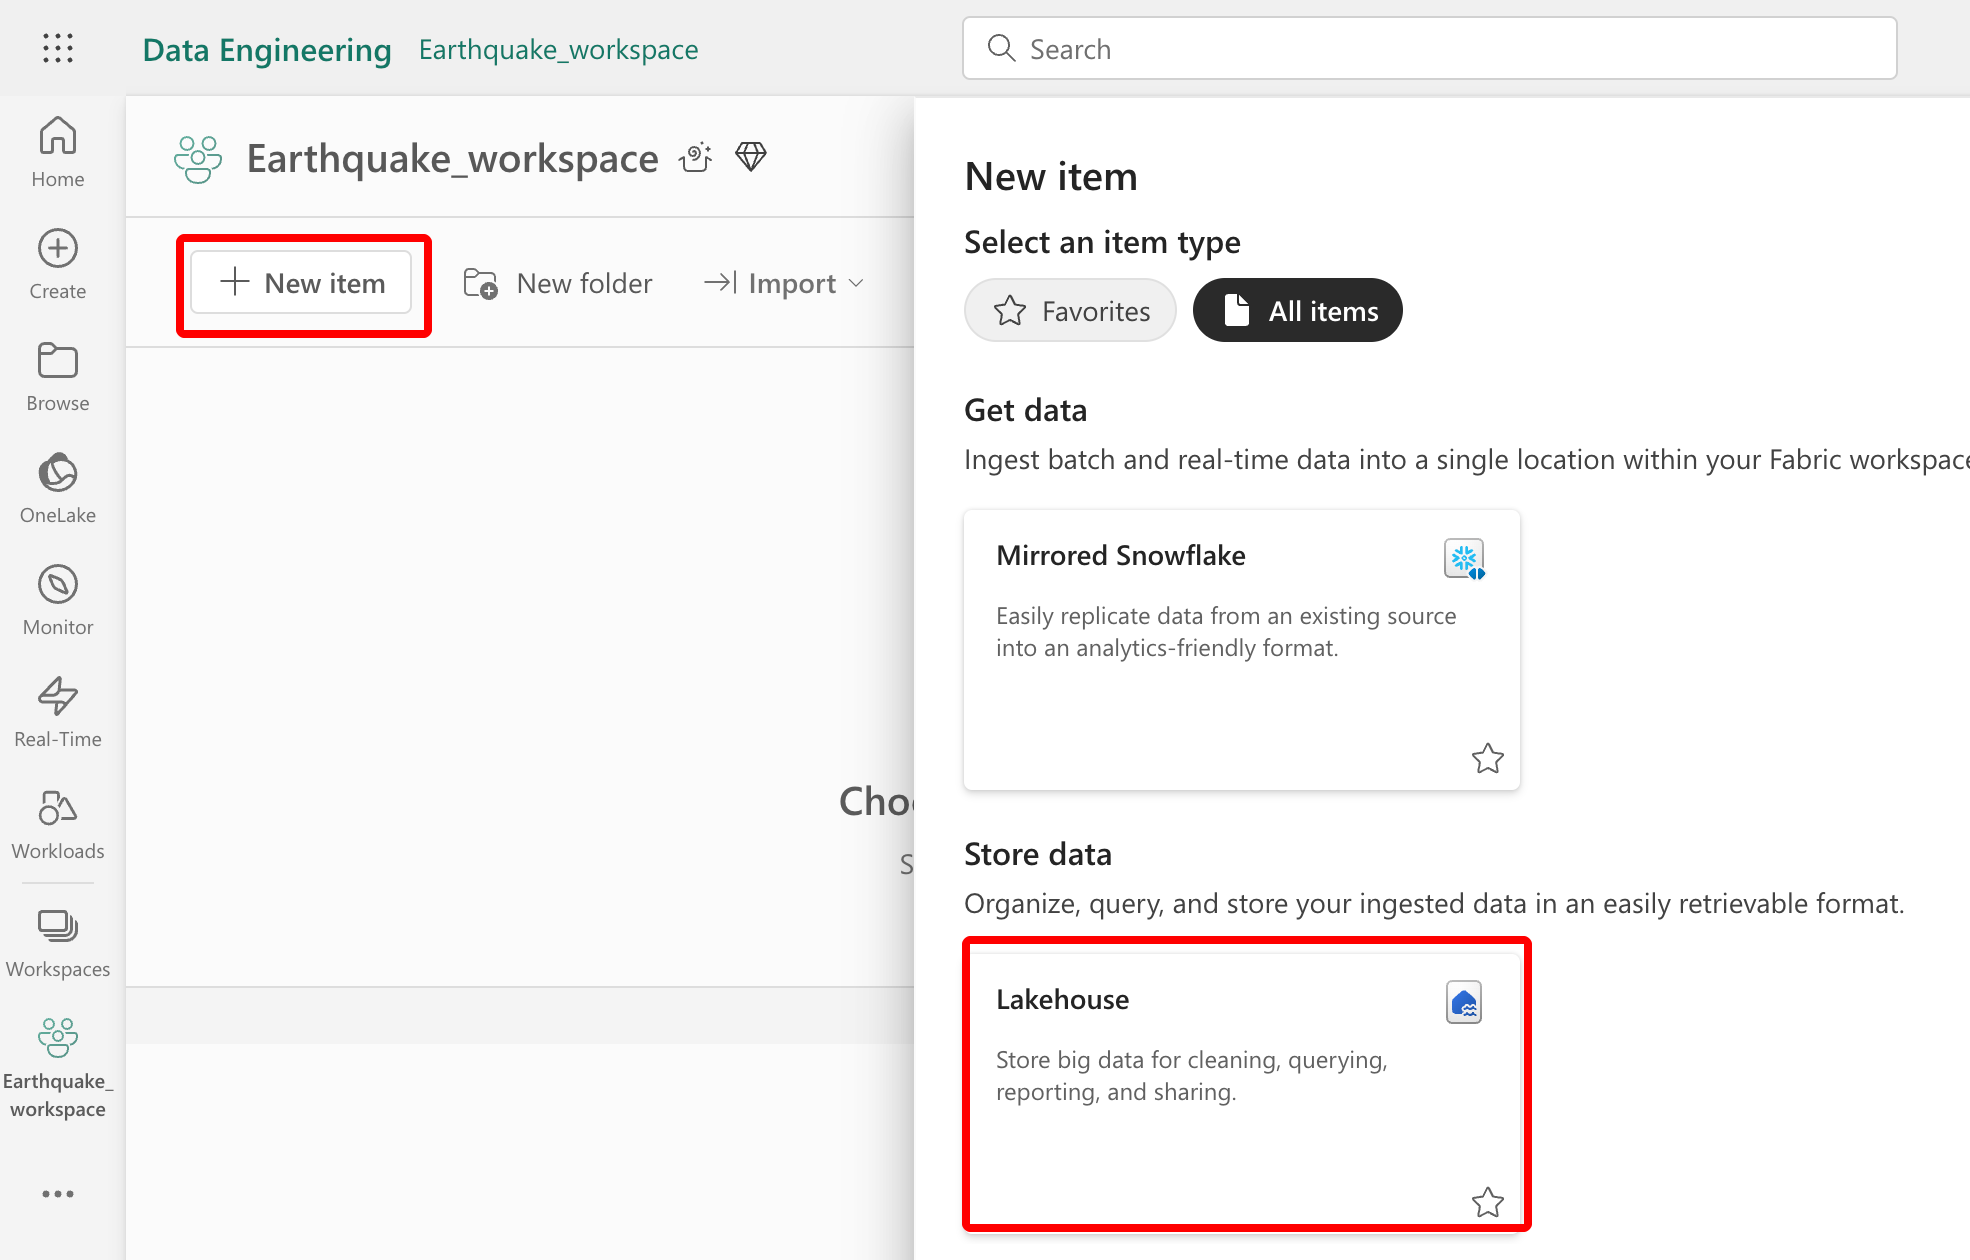 Data Engineering Earthquake_workspace Search
Home
Create
Browse
OneLake
Monitor
Real-Time
Workloads
Workspaces
Earthquake_
workspace
Earthquake_workspace
New item New folder Import
New item
Select an item type
Favorites All items
Get data
Ingest batch and real-time data into a single location within your Fabric workspace
Mirrored Snowflake
Easily replicate data from an existing source
into an analytics-friendly format.
Store data
Organize, query, and store your ingested data in an easily retrievable format.
Lakehouse
Store big data for cleaning, querying,
reporting, and sharing.